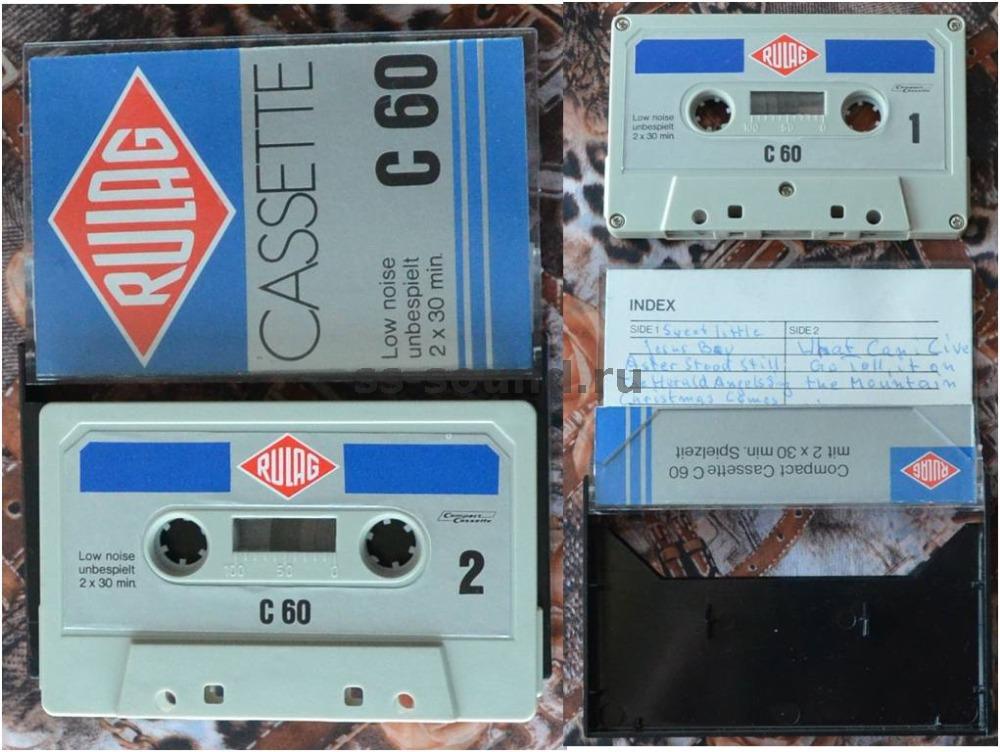 RULAG
CASSETTE
C 60
Low noise
unbespielt
2 x 30 min.
RULAG
Compact
Cassette
Low noise
unbespielt
2 x 30 min.
100 50 0
2
C 60
RULAG
Compact
Cassette
Low noise
unbespielt
2 x 30 min.
100 50 0
1
C 60
INDEX
SIDE 1 Sweet little
SIDE 2
Jesus Boy
What Can i Give
Aster Stood Still
Go Tell it on
Herald Angels Sing
the Mountain
Christmas Comes
ss-sound.ru
Compact Cassette C 60
mit 2 x 30 min. Spielzeit
RULAG